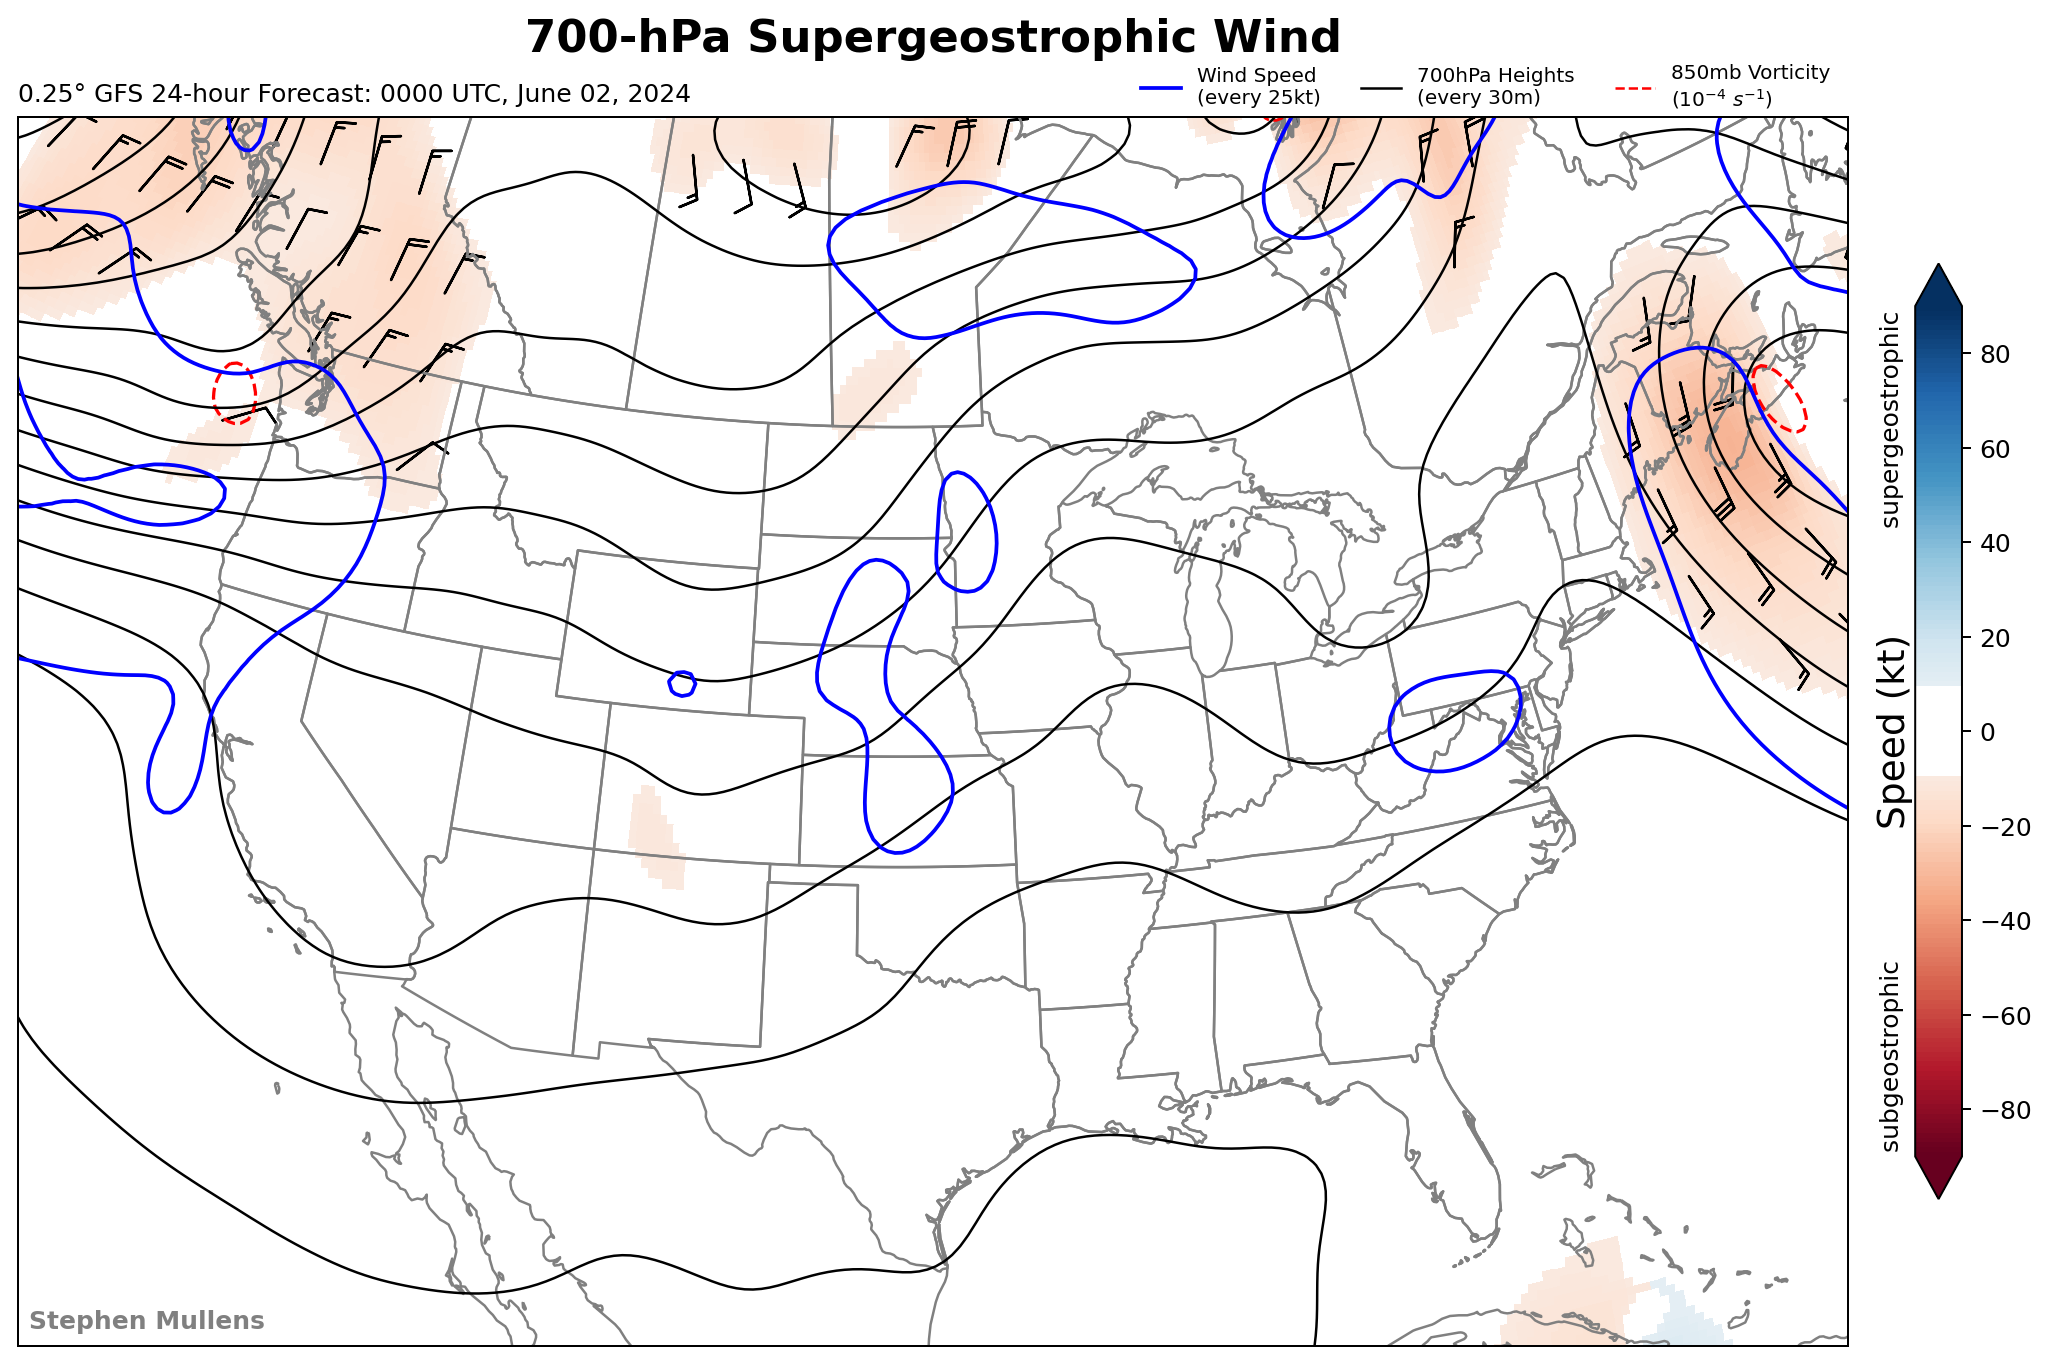 700-hPa Supergeostrophic Wind
0.25° GFS 24-hour Forecast: 0000 UTC, June 02, 2024
Wind Speed
(every 25kt)
700hPa Heights
(every 30m)
850mb Vorticity
(10⁻⁴ s⁻¹)
supergeostrophic
Speed (kt)
subgeostrophic
80
60
40
20
0
−20
−40
−60
−80
Stephen Mullens